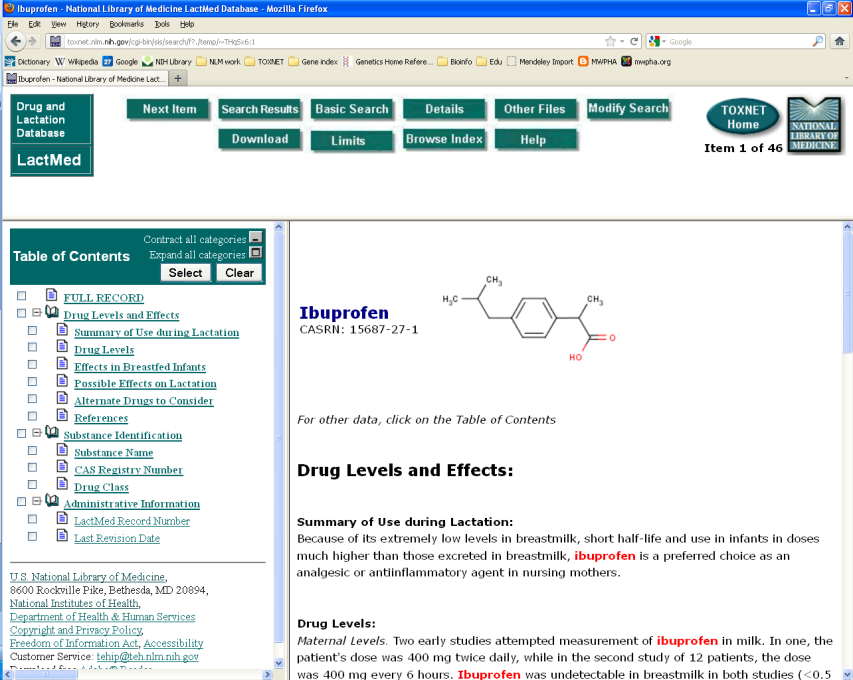 Ibuprofen - National Library of Medicine LactMed Database - Mozilla Firefox
File Edit View History Bookmarks Tools Help
toxnet.nlm.nih.gov/cgi-bin/sis/search/f?./temp/~THq5x6:1
Google
Dictionary Wikipedia Google NIH Library NLM work TOXNET Gene index Genetics Home Refere... Bioinfo Edu Mendeley Import MWPHA mwpha.org
Ibuprofen - National Library of Medicine Lact...
Drug and
Lactation
Database
LactMed
Next Item Search Results Basic Search Details Other Files Modify Search
Download Limits Browse Index Help
TOXNET
Home
NATIONAL
LIBRARY OF
MEDICINE
Item 1 of 46
Table of Contents
Contract all categories
Expand all categories
Select Clear
FULL RECORD
Drug Levels and Effects
Summary of Use during Lactation
Drug Levels
Effects in Breastfed Infants
Possible Effects on Lactation
Alternate Drugs to Consider
References
Substance Identification
Substance Name
CAS Registry Number
Drug Class
Administrative Information
LactMed Record Number
Last Revision Date
U.S. National Library of Medicine,
8600 Rockville Pike, Bethesda, MD 20894,
National Institutes of Health,
Department of Health & Human Services
Copyright and Privacy Policy,
Freedom of Information Act, Accessibility
Customer Service: tehip@teh.nlm.nih.gov
Download free Adobe® Reader
Ibuprofen
CASRN: 15687-27-1
CH3
H3C
CH3
O
HO
For other data, click on the Table of Contents
Drug Levels and Effects:
Summary of Use during Lactation:
Because of its extremely low levels in breastmilk, short half-life and use in infants in doses
much higher than those excreted in breastmilk, ibuprofen is a preferred choice as an
analgesic or antiinflammatory agent in nursing mothers.
Drug Levels:
Maternal Levels. Two early studies attempted measurement of ibuprofen in milk. In one, the
patient's dose was 400 mg twice daily, while in the second study of 12 patients, the dose
was 400 mg every 6 hours. Ibuprofen was undetectable in breastmilk in both studies (<0.5